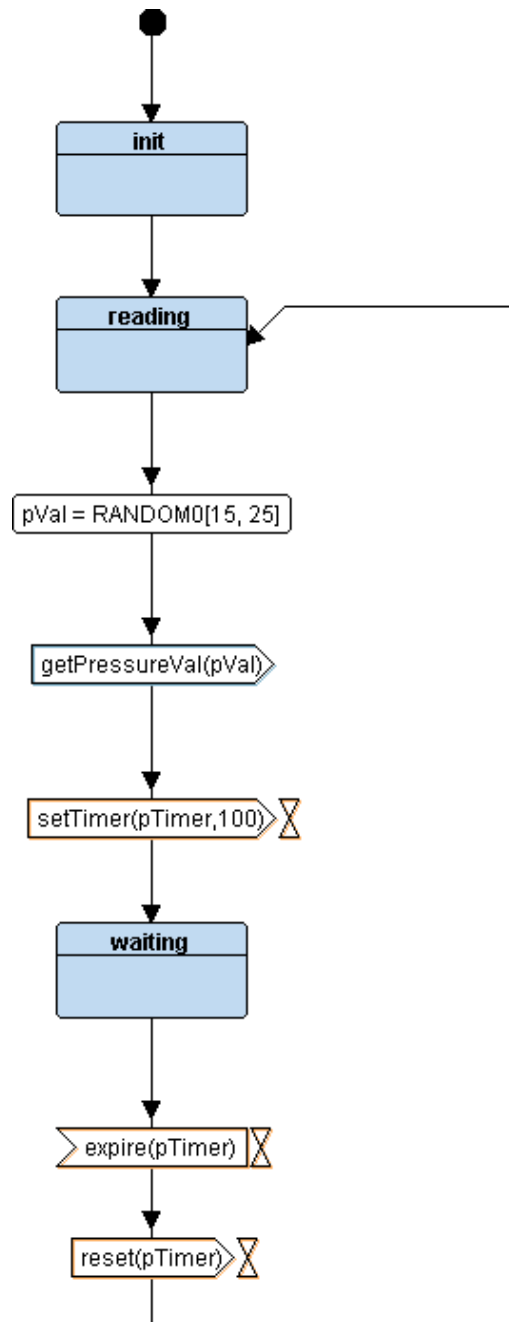 init
reading
pVal = RANDOM0[15, 25]
getPressureVal(pVal)
setTimer(pTimer,100)
waiting
expire(pTimer)
reset(pTimer)